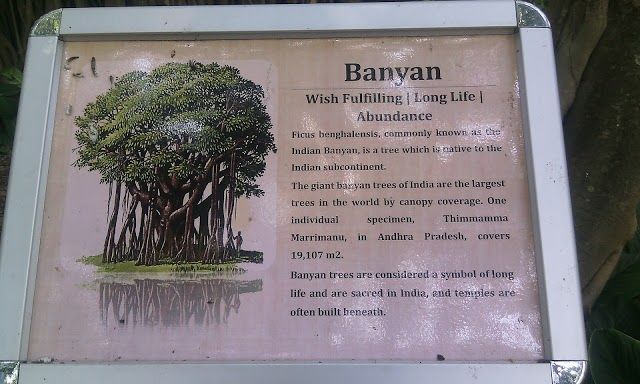 Banyan
Wish Fulfilling | Long Life |
Abundance
Ficus benghalensis, commonly known as the
Indian Banyan, is a tree which is native to the
Indian subcontinent.
The giant banyan trees of India are the largest
trees in the world by canopy coverage. One
individual specimen, Thimmamma
Marrimanu, in Andhra Pradesh, covers
19,107 m2.
Banyan trees are considered a symbol of long
life and are sacred in India, and temples are
often built beneath.